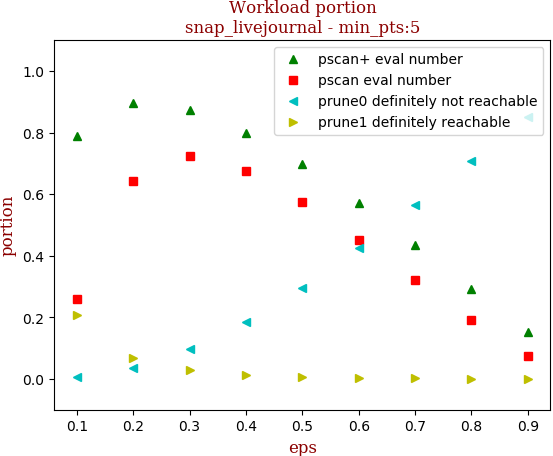 Workload portion
snap_livejournal - min_pts:5
pscan+ eval number
pscan eval number
prune0 definitely not reachable
prune1 definitely reachable
portion
1.0
0.8
0.6
0.4
0.2
0.0
0.1 0.2 0.3 0.4 0.5 0.6 0.7 0.8 0.9
eps